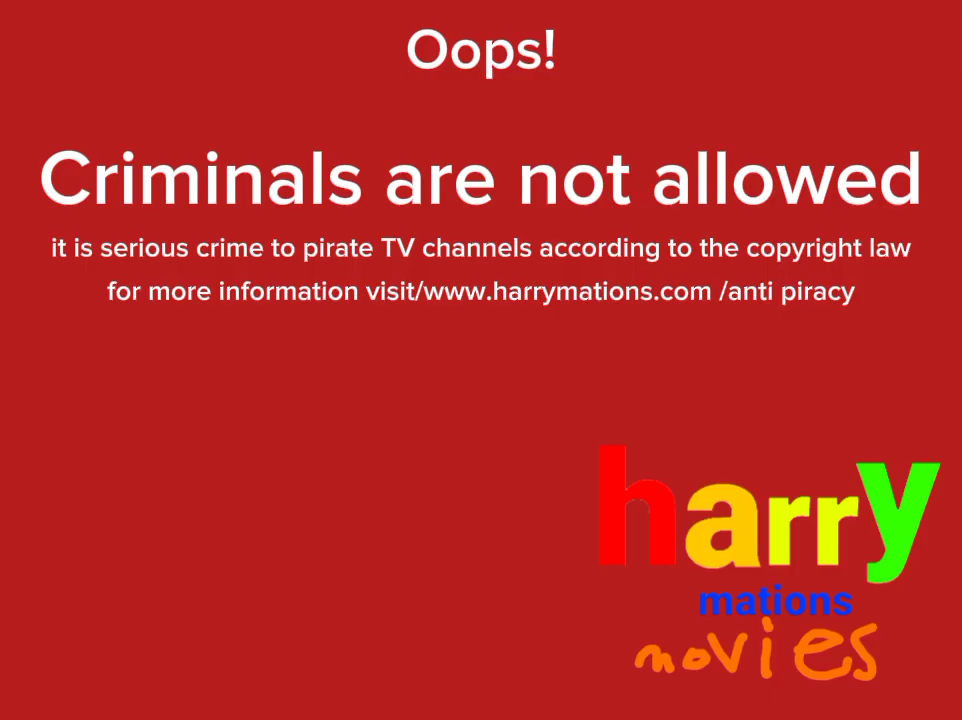 Oops!
Criminals are not allowed
it is serious crime to pirate TV channels according to the copyright law
for more information visit/www.harrymations.com /anti piracy
harry
mations
movies